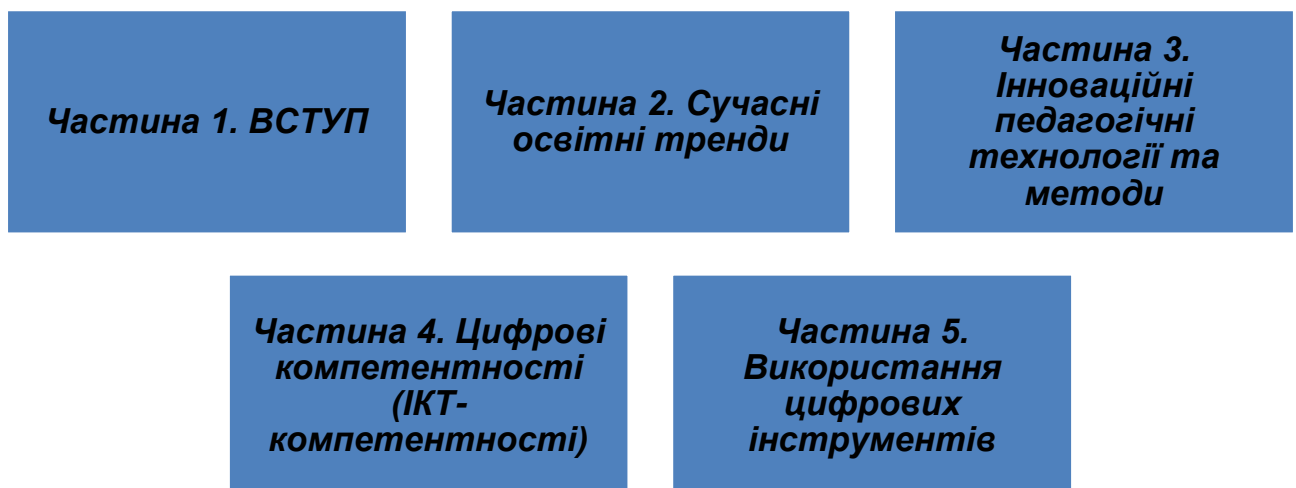 Частина 1. ВСТУП
Частина 2. Сучасні
освітні тренди
Частина 3.
Інноваційні
педагогічні
технології та
методи
Частина 4. Цифрові
компетентності
(ІКТ-
компетентності)
Частина 5.
Використання
цифрових
інструментів